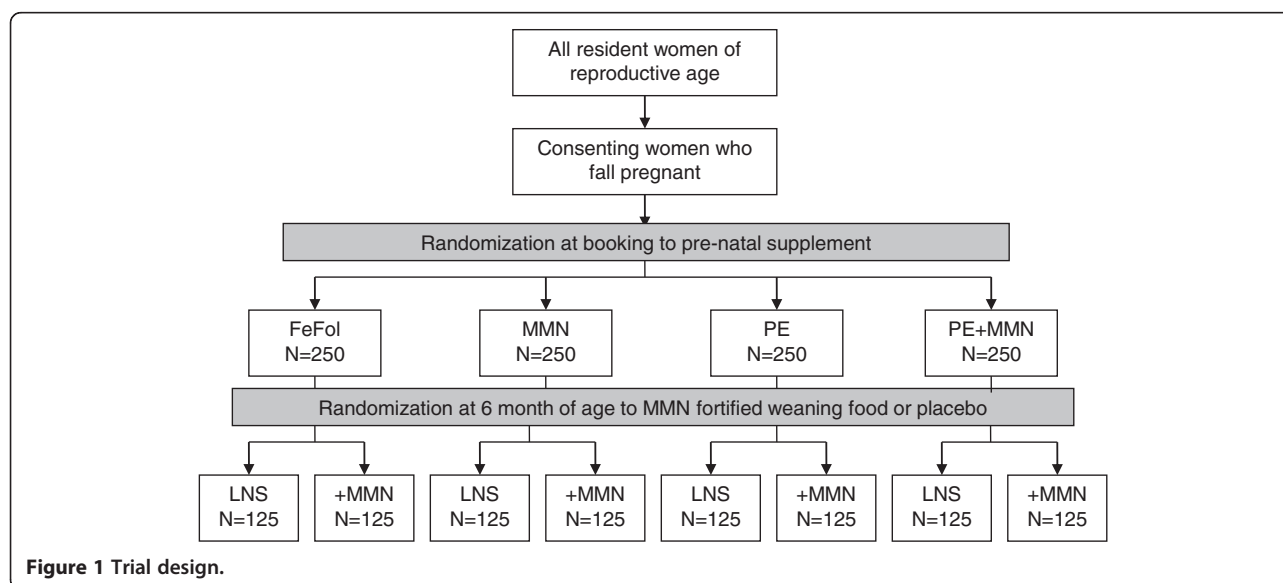 All resident women of
reproductive age
Consenting women who
fall pregnant
Randomization at booking to pre-natal supplement
FeFol
N=250
MMN
N=250
PE
N=250
PE+MMN
N=250
Randomization at 6 month of age to MMN fortified weaning food or placebo
LNS
N=125
+MMN
N=125
LNS
N=125
+MMN
N=125
LNS
N=125
+MMN
N=125
LNS
N=125
+MMN
N=125
Figure 1 Trial design.